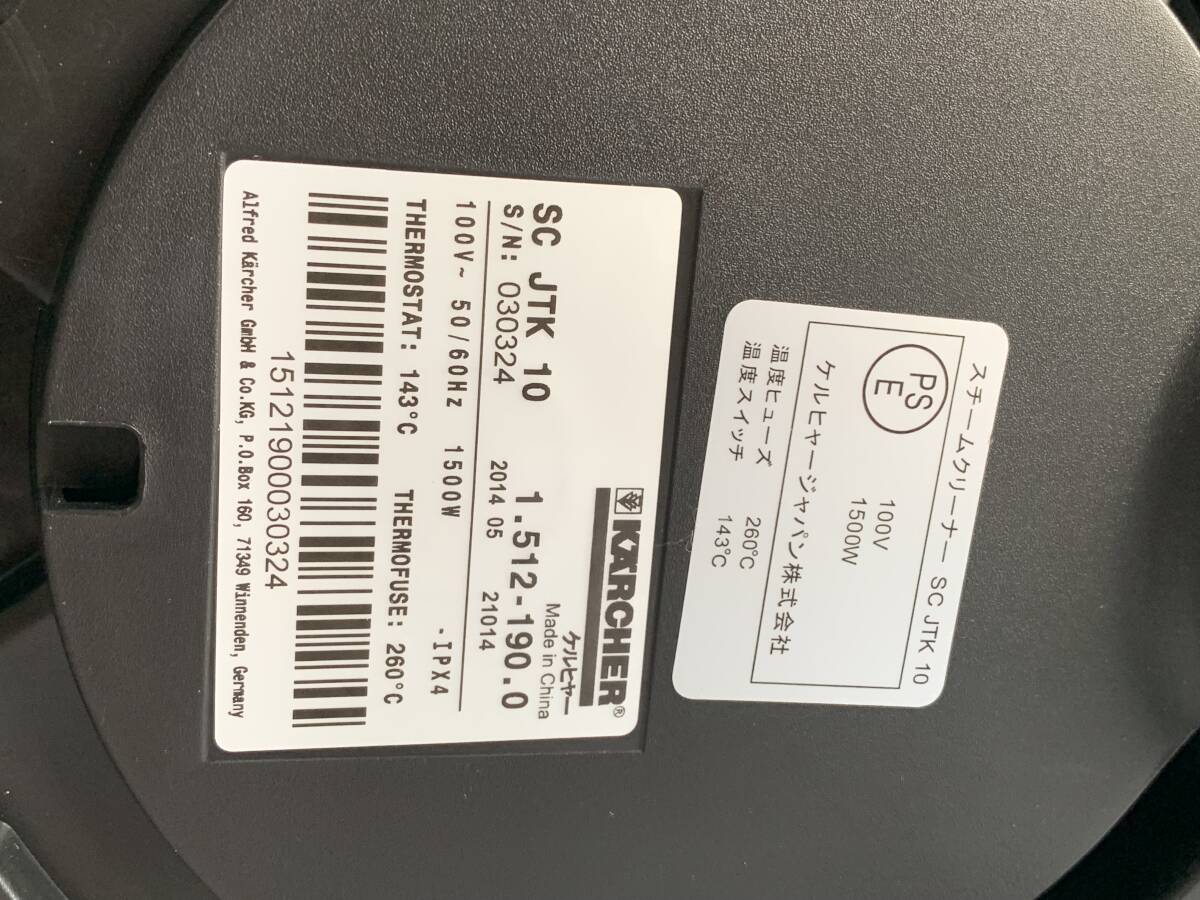 KÄRCHER®
ケルヒャー
Made in China
SC JTK 10 1.512-190.0
S/N: 030324 2014 05 21014
100V~ 50/60Hz 1500W -IPX4
THERMOSTAT: 143°C THERMOFUSE: 260°C
15121900030324
Alfred Kärcher GmbH & Co.KG, P.O.Box 160, 71349 Winnenden, Germany
スチームクリーナー SC JTK 10
PS
E
100V
1500W
ケルヒャージャパン株式会社
温度ヒューズ 260℃
温度スイッチ 143℃